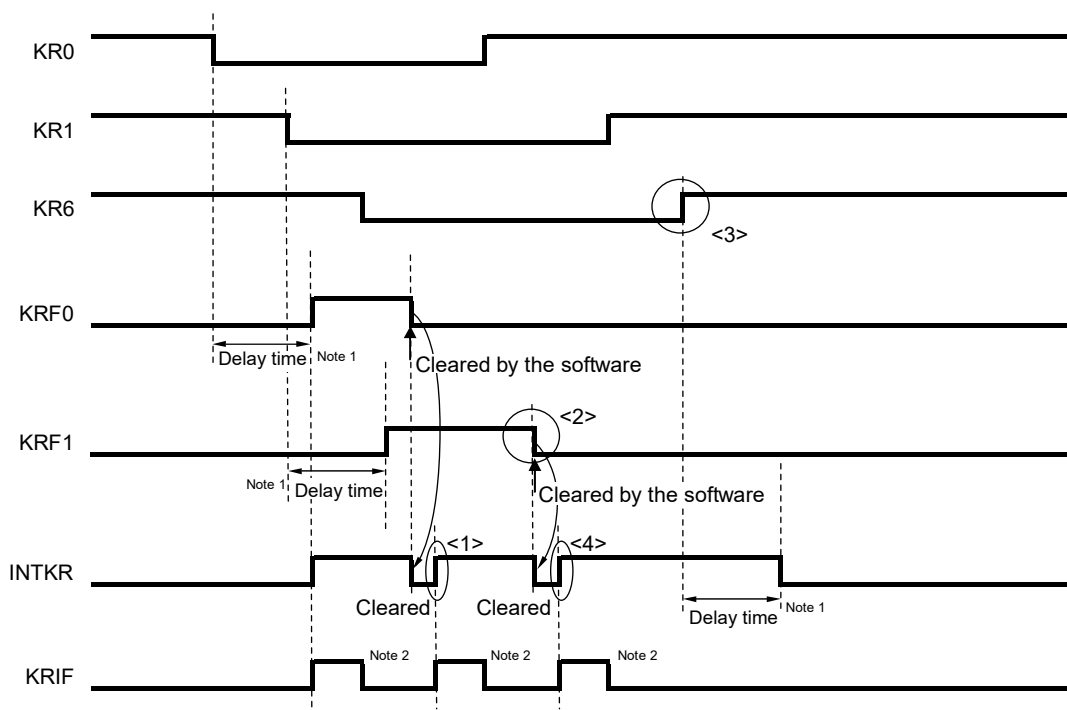 KR0
KR1
KR6
<3>
KRF0
Delay time Note 1
Cleared by the software
<2>
KRF1
Note 1 Delay time
Cleared by the software
<1>
<4>
INTKR
Cleared
Cleared
Delay time Note 1
KRIF
Note 2
Note 2
Note 2